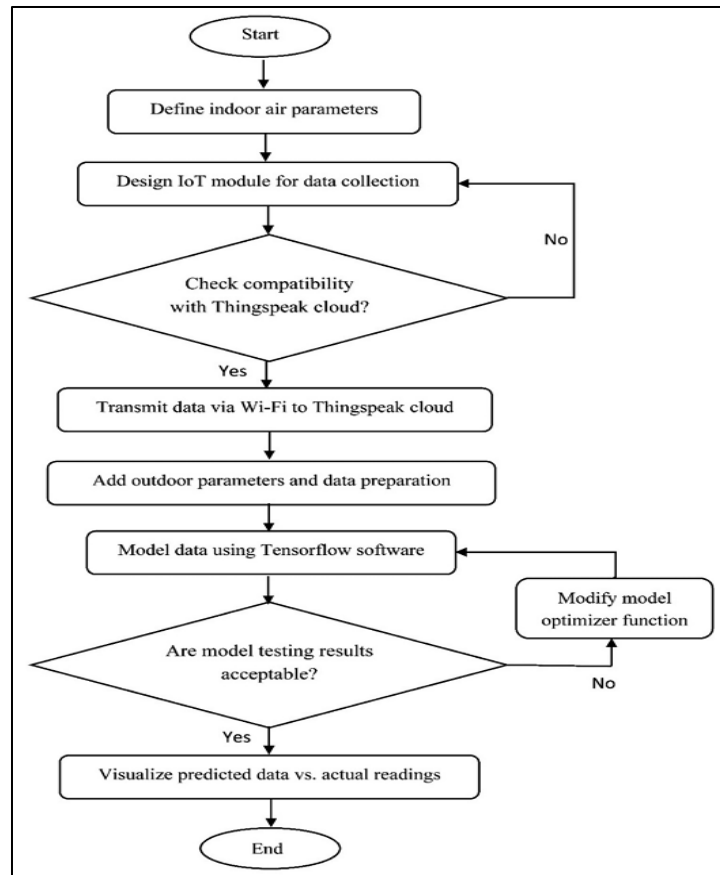 Start
Define indoor air parameters
Design IoT module for data collection
No
Check compatibility
with Thingspeak cloud?
Yes
Transmit data via Wi-Fi to Thingspeak cloud
Add outdoor parameters and data preparation
Model data using Tensorflow software
Modify model
optimizer function
Are model testing results
acceptable?
No
Yes
Visualize predicted data vs. actual readings
End